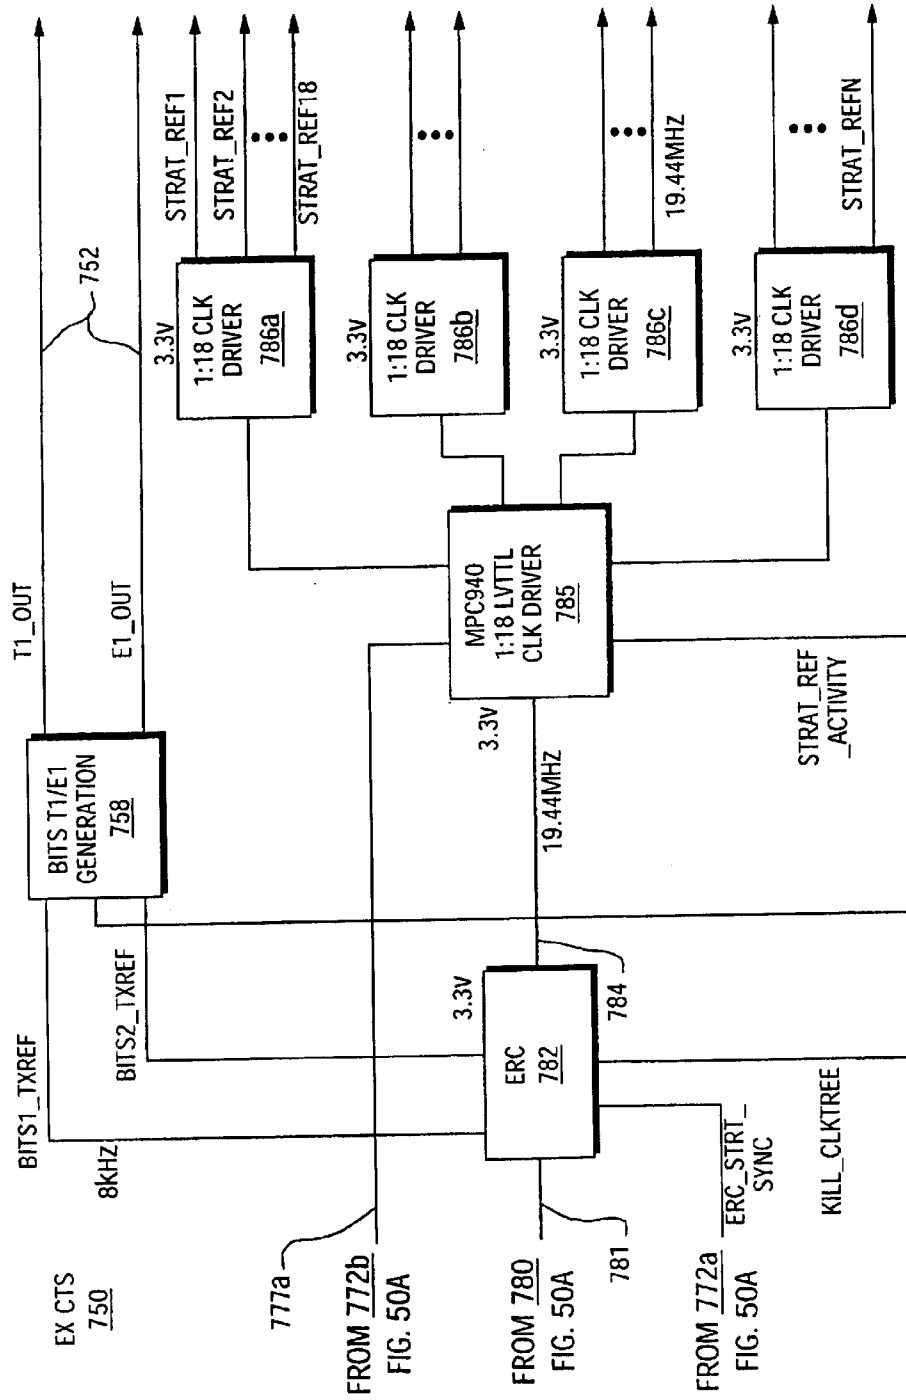 EX CTS
750
BITS1_TXREF
8KHZ
BITS2_TXREF
BITS T1/E1
GENERATION
758
T1_OUT
E1_OUT
752
777a
FROM 772b
FIG. 50A
FROM 780
FIG. 50A
781
FROM 772a
FIG. 50A
ERC_STRT_
SYNC
KILL_CLKTREE
3.3V
ERC
782
784
19.44MHZ
3.3V
MPC940
1:18 LVTTL
CLK DRIVER
785
STRAT_REF
_ACTIVITY
3.3V
1:18 CLK
DRIVER
786a
STRAT_REF1
STRAT_REF2
STRAT_REF18
3.3V
1:18 CLK
DRIVER
786b
3.3V
1:18 CLK
DRIVER
786c
19.44MHZ
3.3V
1:18 CLK
DRIVER
786d
STRAT_REFN